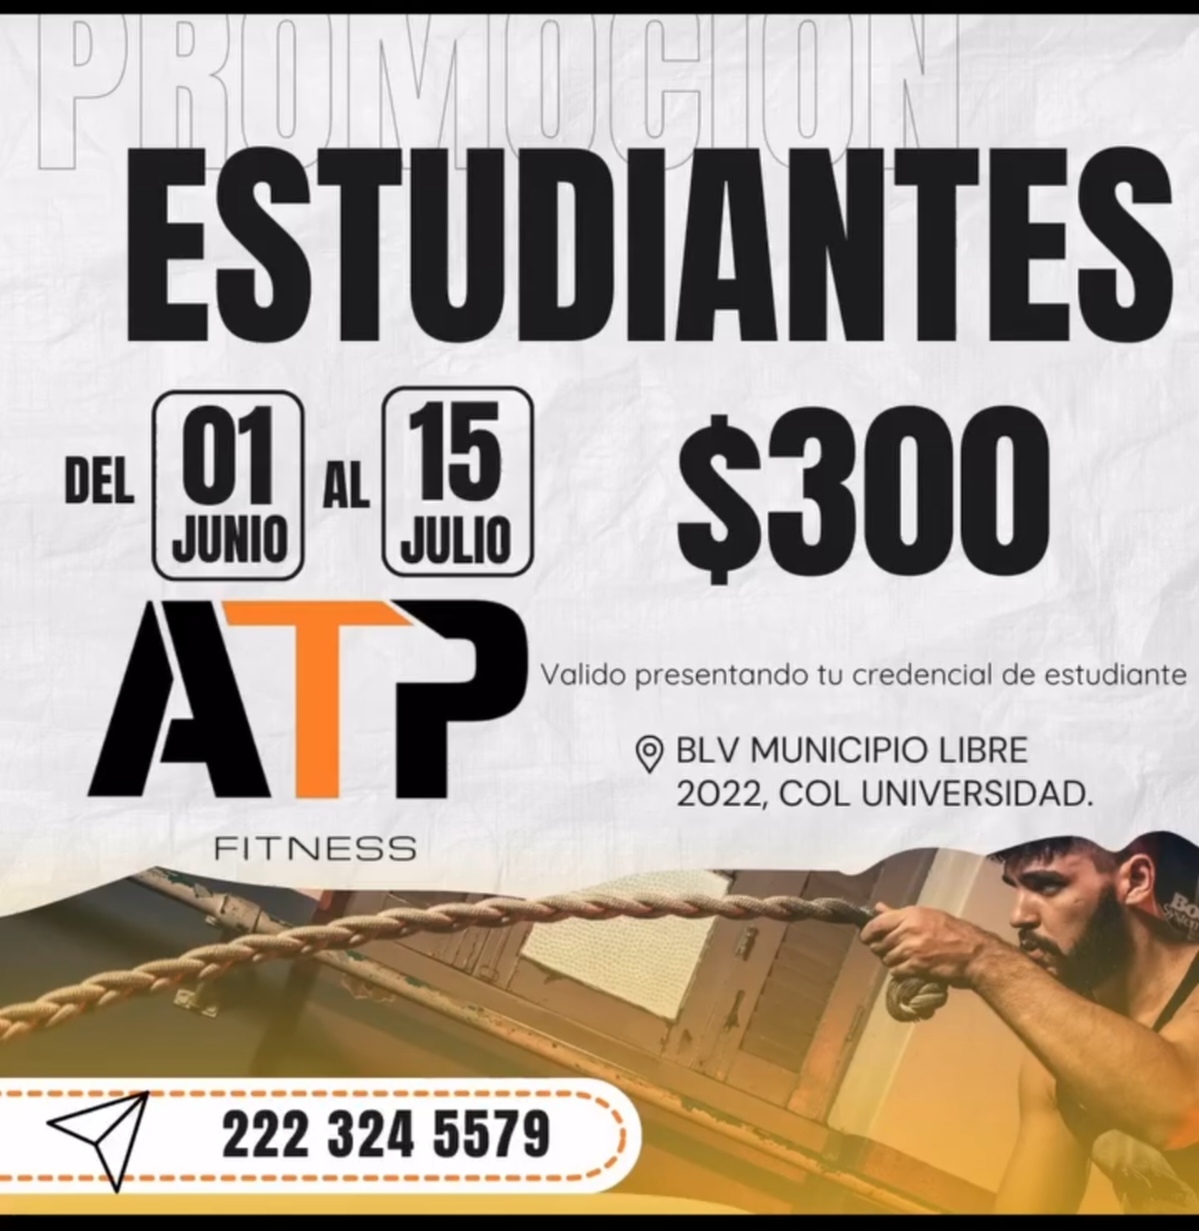 PROMOCION
ESTUDIANTES
DEL 01 JUNIO AL 15 JULIO
$300
ATP
FITNESS
Valido presentando tu credencial de estudiante
BLV MUNICIPIO LIBRE
2022, COL UNIVERSIDAD.
222 324 5579